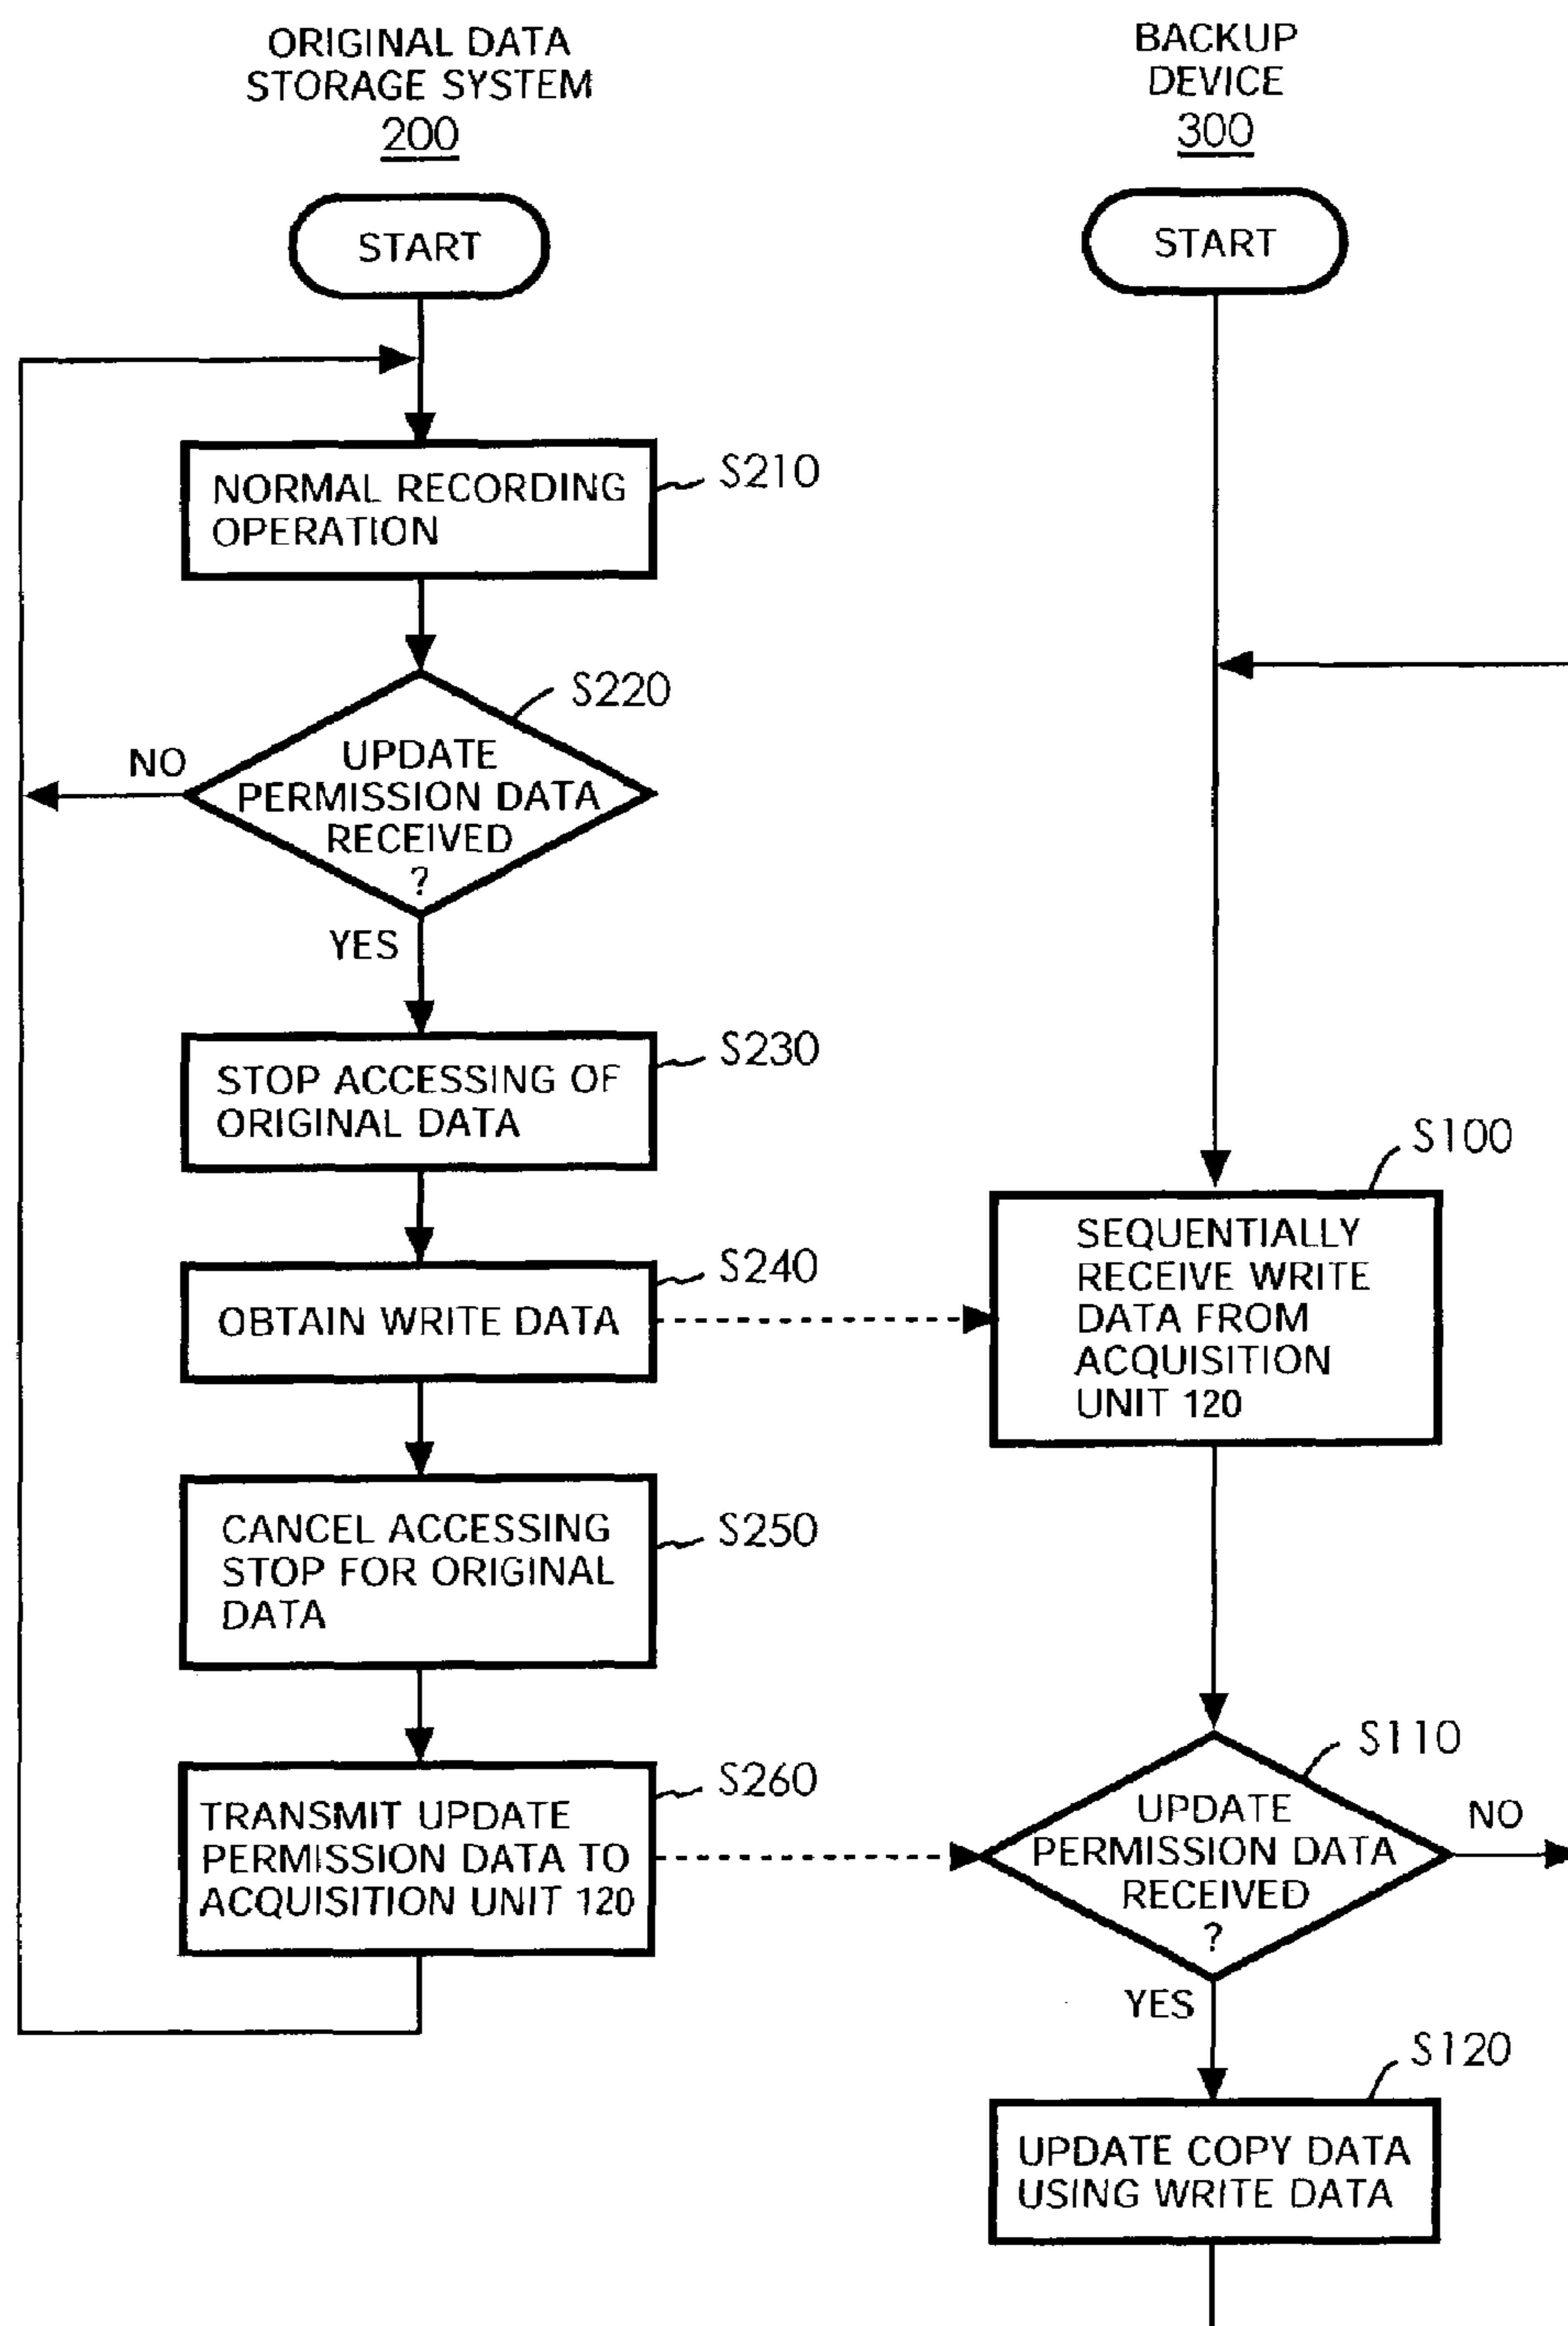 ORIGINAL DATA
STORAGE SYSTEM
200
START
NORMAL RECORDING
OPERATION
S210
S220
UPDATE
PERMISSION DATA
RECEIVED
?
NO
YES
STOP ACCESSING OF
ORIGINAL DATA
S230
OBTAIN WRITE DATA
S240
CANCEL ACCESSING
STOP FOR ORIGINAL
DATA
S250
TRANSMIT UPDATE
PERMISSION DATA TO
ACQUISITION UNIT 120
S260
BACKUP
DEVICE
300
START
S100
SEQUENTIALLY
RECEIVE WRITE
DATA FROM
ACQUISITION
UNIT 120
S110
UPDATE
PERMISSION DATA
RECEIVED
?
NO
YES
S120
UPDATE COPY DATA
USING WRITE DATA